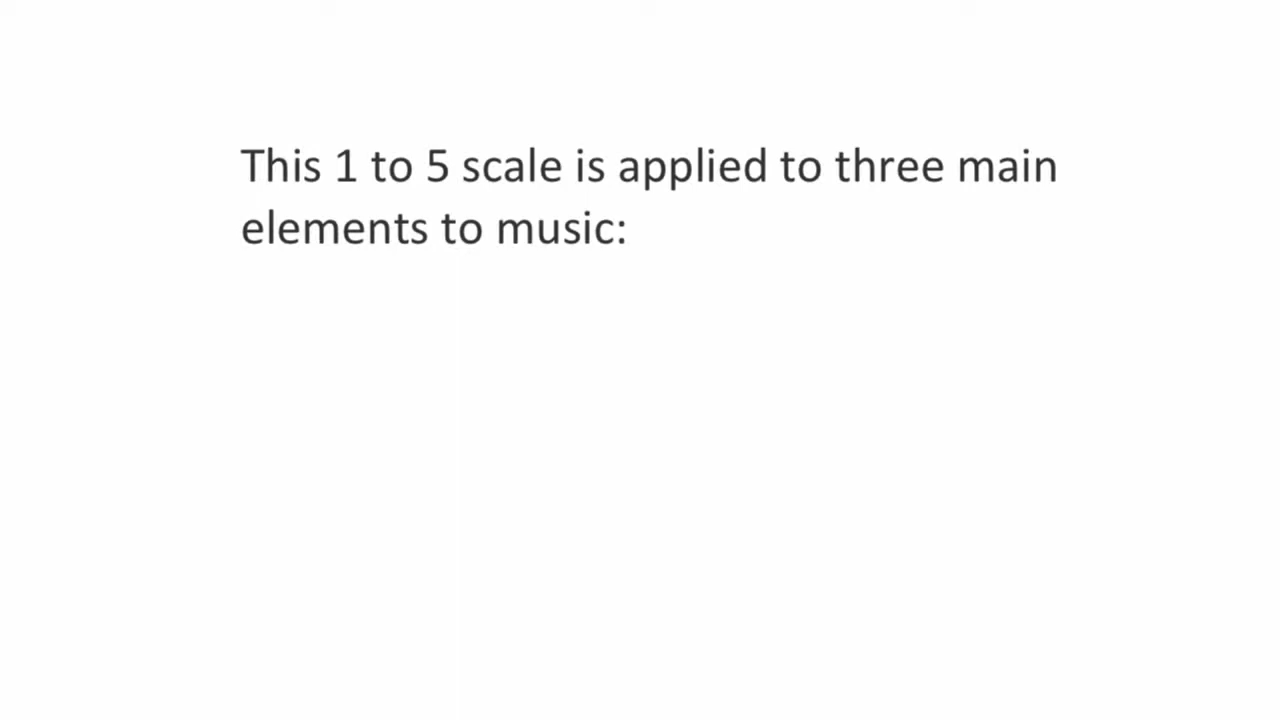 This 1 to 5 scale is applied to three main
elements to music: